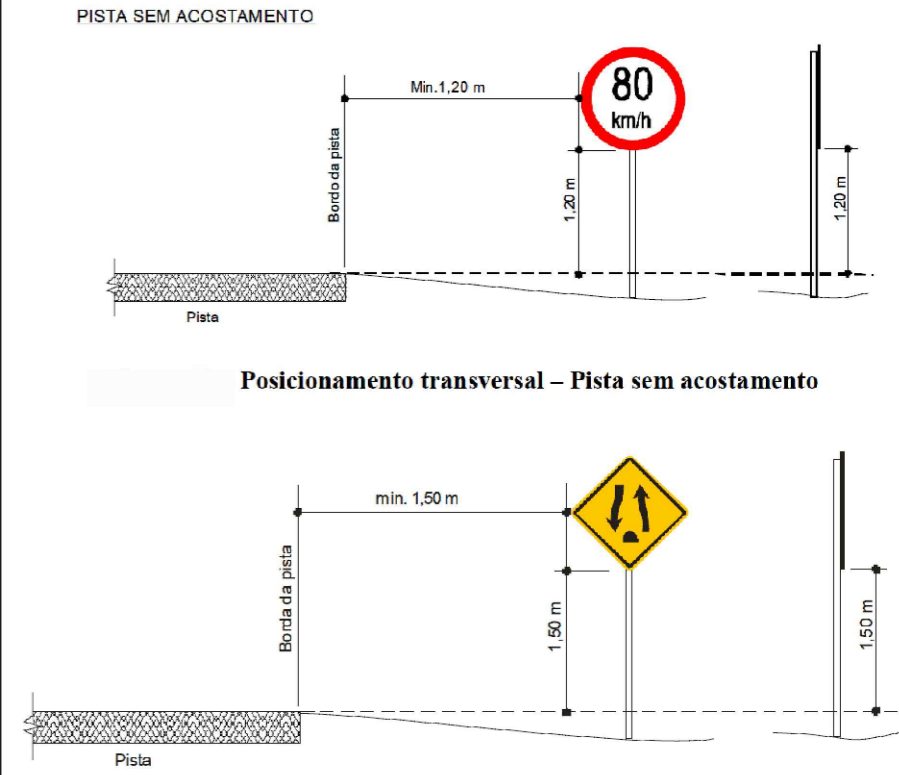 PISTA SEM ACOSTAMENTO
Min.1,20 m
80
km/h
Bordo da pista
1,20 m
1,20 m
Pista
Posicionamento transversal – Pista sem acostamento
min. 1,50 m
Borda da pista
1,50 m
1,50 m
Pista